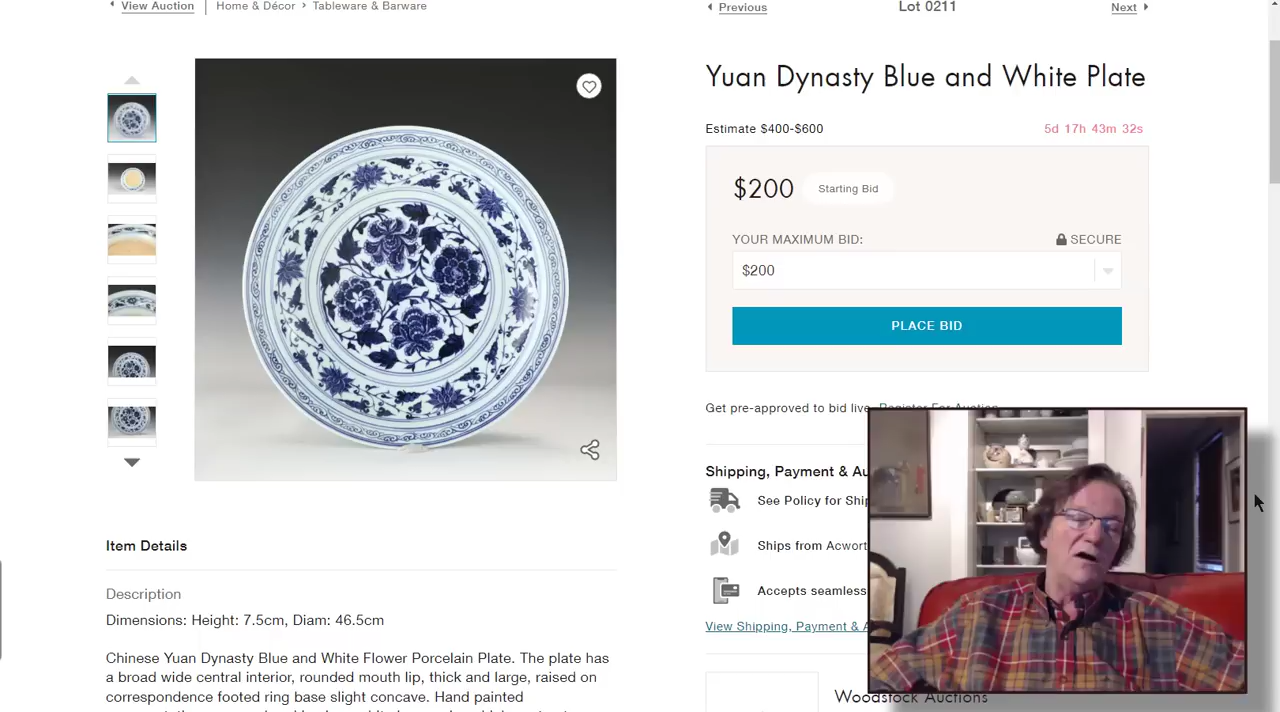 View Auction Home & Décor Tableware & Barware
Previous Lot 0211 Next
Yuan Dynasty Blue and White Plate
Estimate $400-$600 5d 17h 43m 32s
$200 Starting Bid
YOUR MAXIMUM BID: SECURE
$200
PLACE BID
Get pre-approved to bid live. Register For Auction
Shipping, Payment & Au
See Policy for Ship
Ships from Acwort
Accepts seamless
View Shipping, Payment & A
Woodstock Auctions
Item Details
Description
Dimensions: Height: 7.5cm, Diam: 46.5cm
Chinese Yuan Dynasty Blue and White Flower Porcelain Plate. The plate has
a broad wide central interior, rounded mouth lip, thick and large, raised on
correspondence footed ring base slight concave. Hand painted